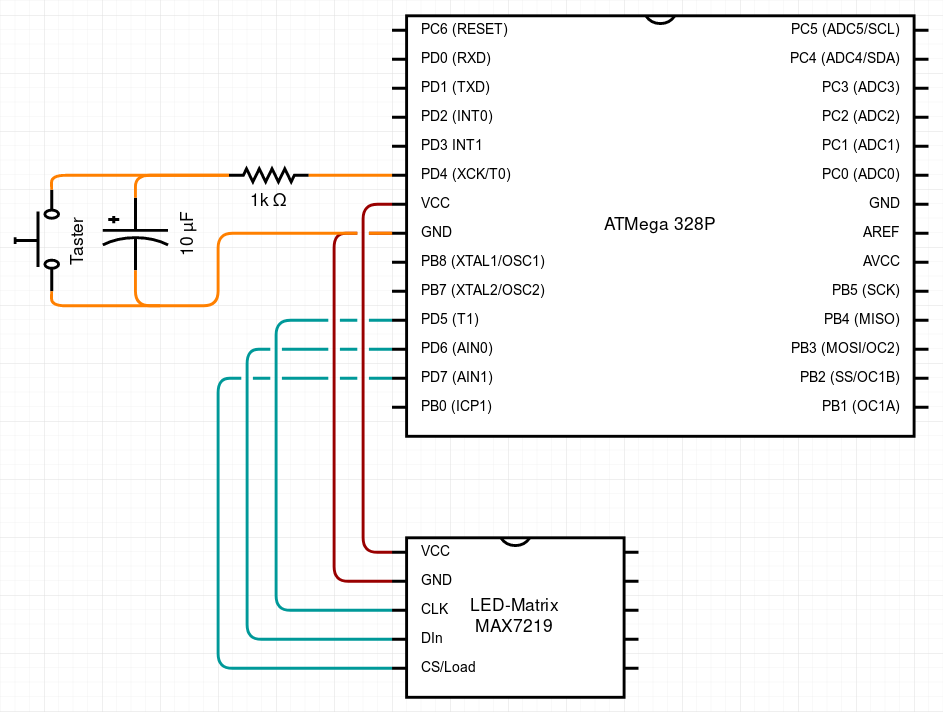 PC6 (RESET)
PD0 (RXD)
PD1 (TXD)
PD2 (INT0)
PD3 INT1
PD4 (XCK/T0)
VCC
GND
PB8 (XTAL1/OSC1)
PB7 (XTAL2/OSC2)
PD5 (T1)
PD6 (AIN0)
PD7 (AIN1)
PB0 (ICP1)
ATMega 328P
PC5 (ADC5/SCL)
PC4 (ADC4/SDA)
PC3 (ADC3)
PC2 (ADC2)
PC1 (ADC1)
PC0 (ADC0)
GND
AREF
AVCC
PB5 (SCK)
PB4 (MISO)
PB3 (MOSI/OC2)
PB2 (SS/OC1B)
PB1 (OC1A)
1k Ω
Taster
+
10 µF
VCC
GND
CLK
DIn
CS/Load
LED-Matrix
MAX7219